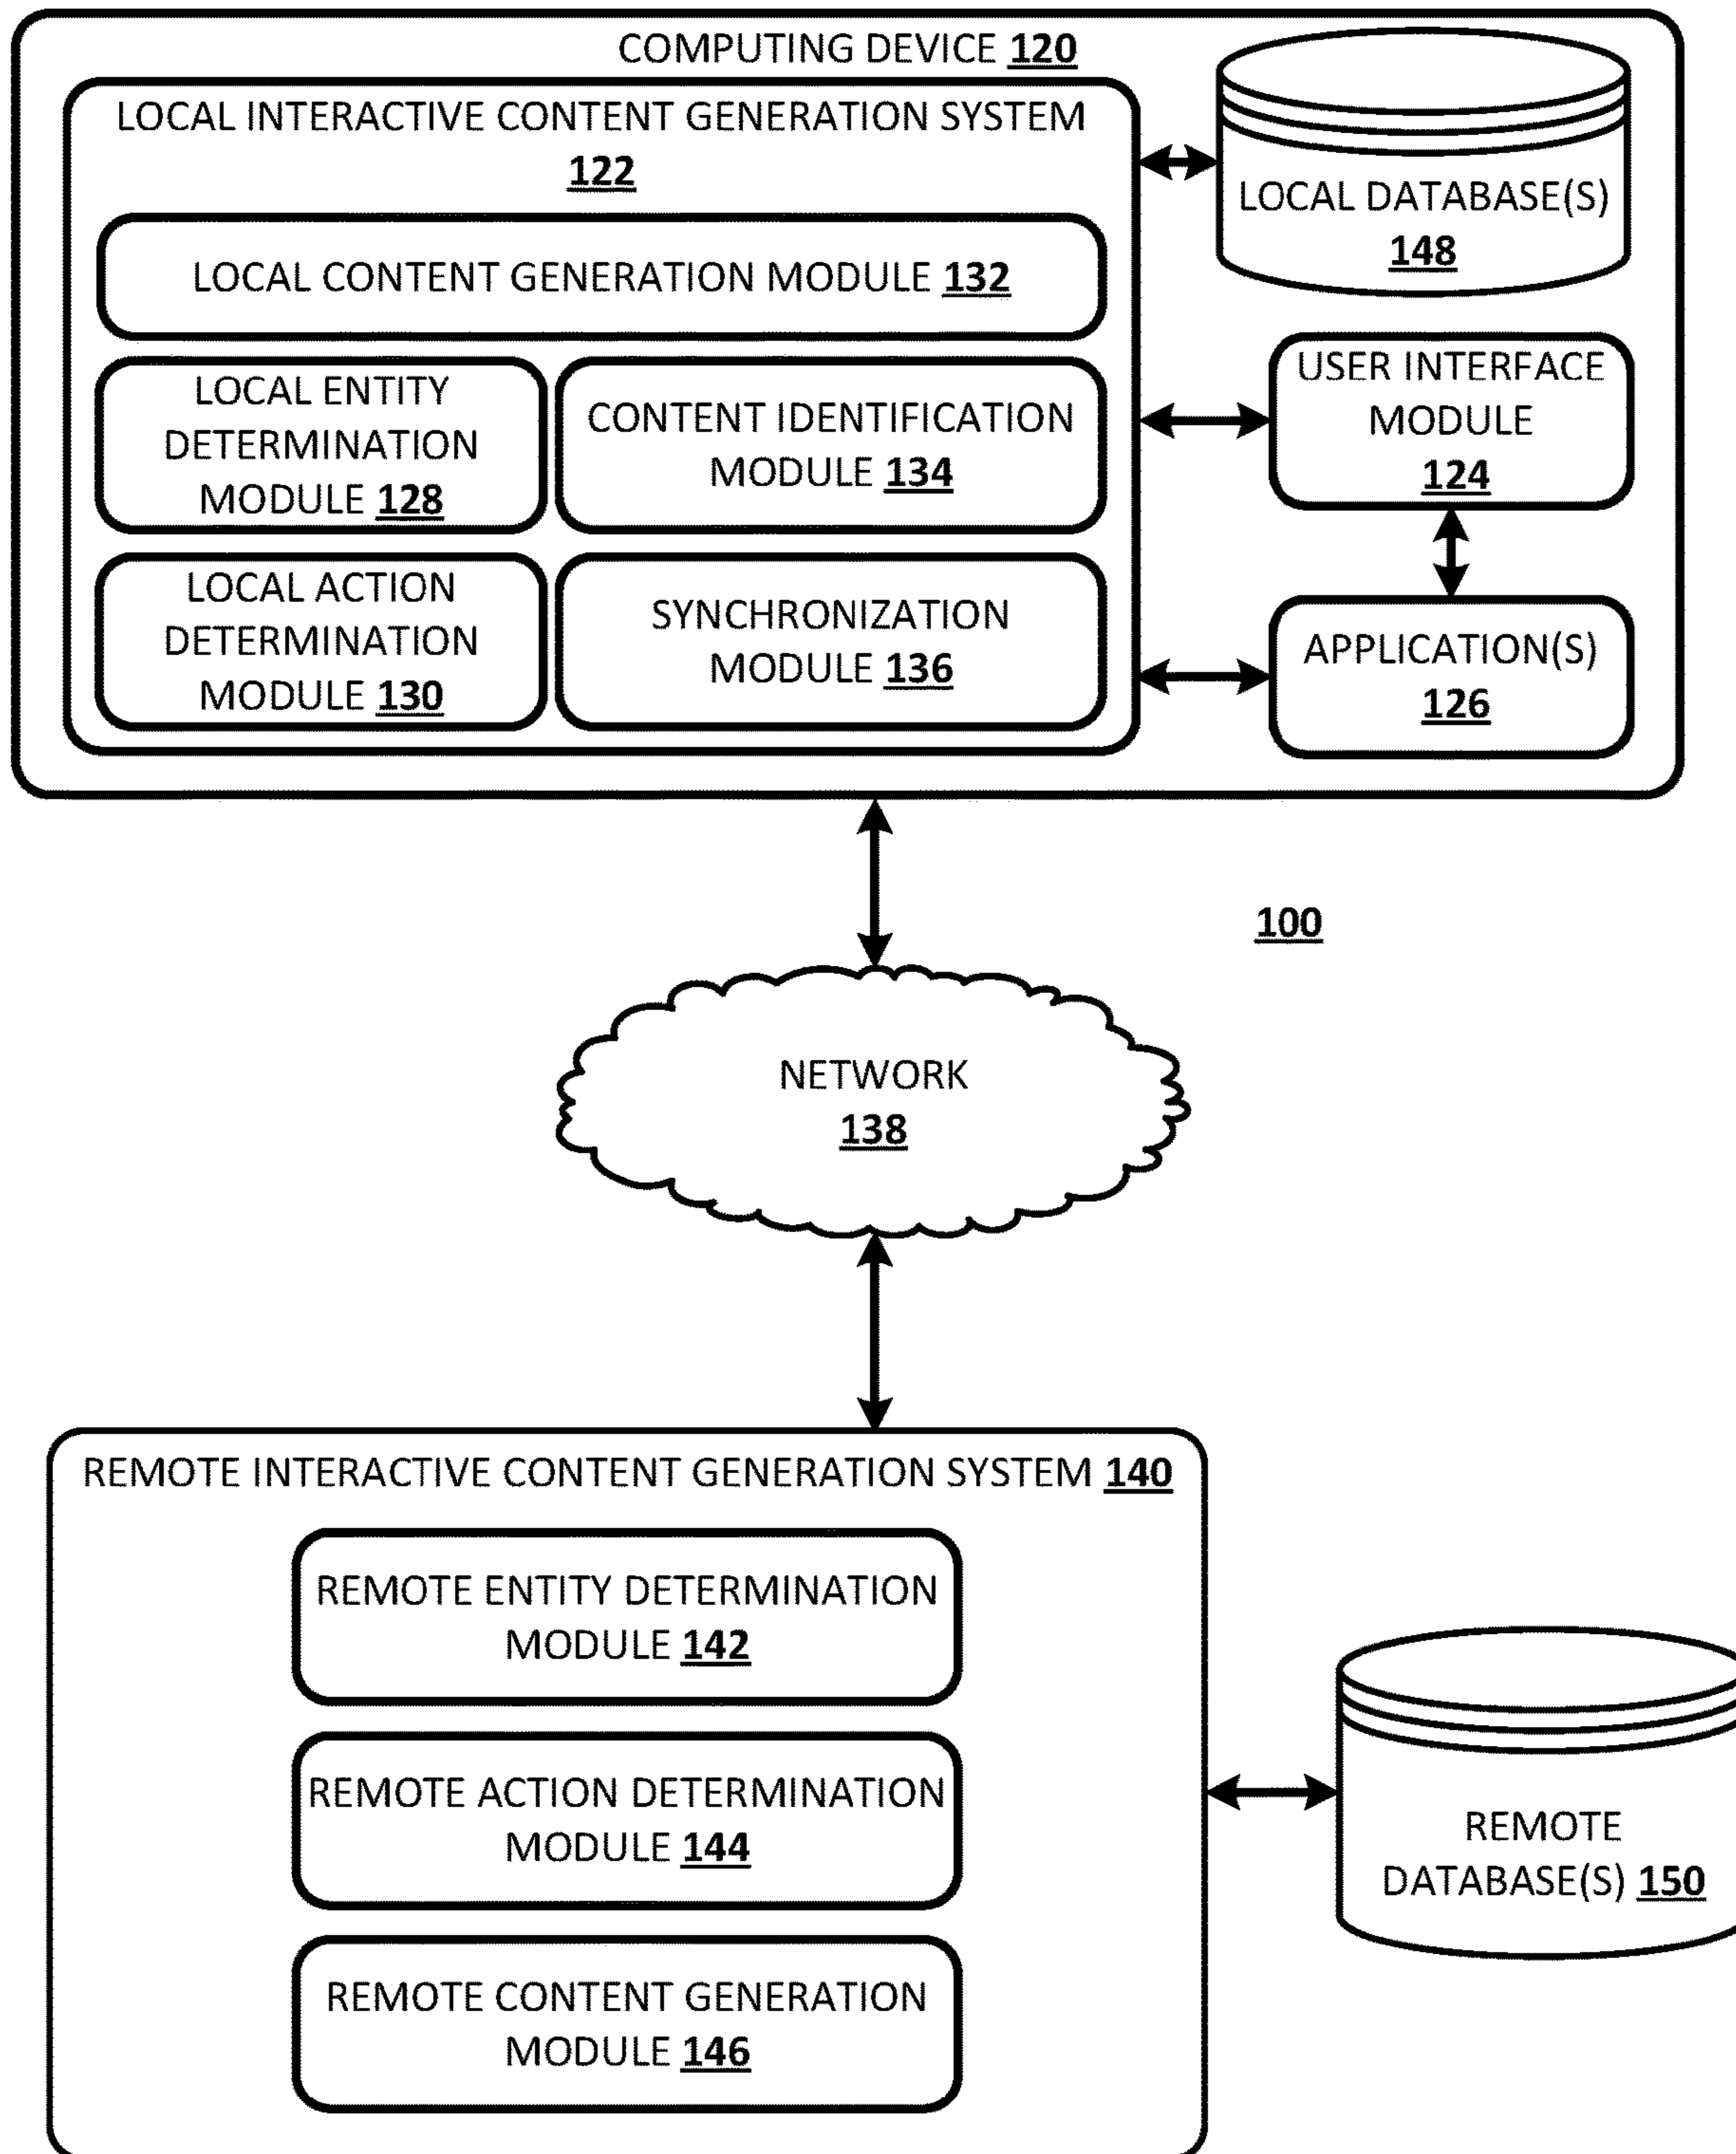 COMPUTING DEVICE 120
LOCAL INTERACTIVE CONTENT GENERATION SYSTEM
122
LOCAL CONTENT GENERATION MODULE 132
LOCAL ENTITY
DETERMINATION
MODULE 128
CONTENT IDENTIFICATION
MODULE 134
LOCAL ACTION
DETERMINATION
MODULE 130
SYNCHRONIZATION
MODULE 136
LOCAL DATABASE(S)
148
USER INTERFACE
MODULE
124
APPLICATION(S)
126
100
NETWORK
138
REMOTE INTERACTIVE CONTENT GENERATION SYSTEM 140
REMOTE ENTITY DETERMINATION
MODULE 142
REMOTE ACTION DETERMINATION
MODULE 144
REMOTE CONTENT GENERATION
MODULE 146
REMOTE
DATABASE(S) 150